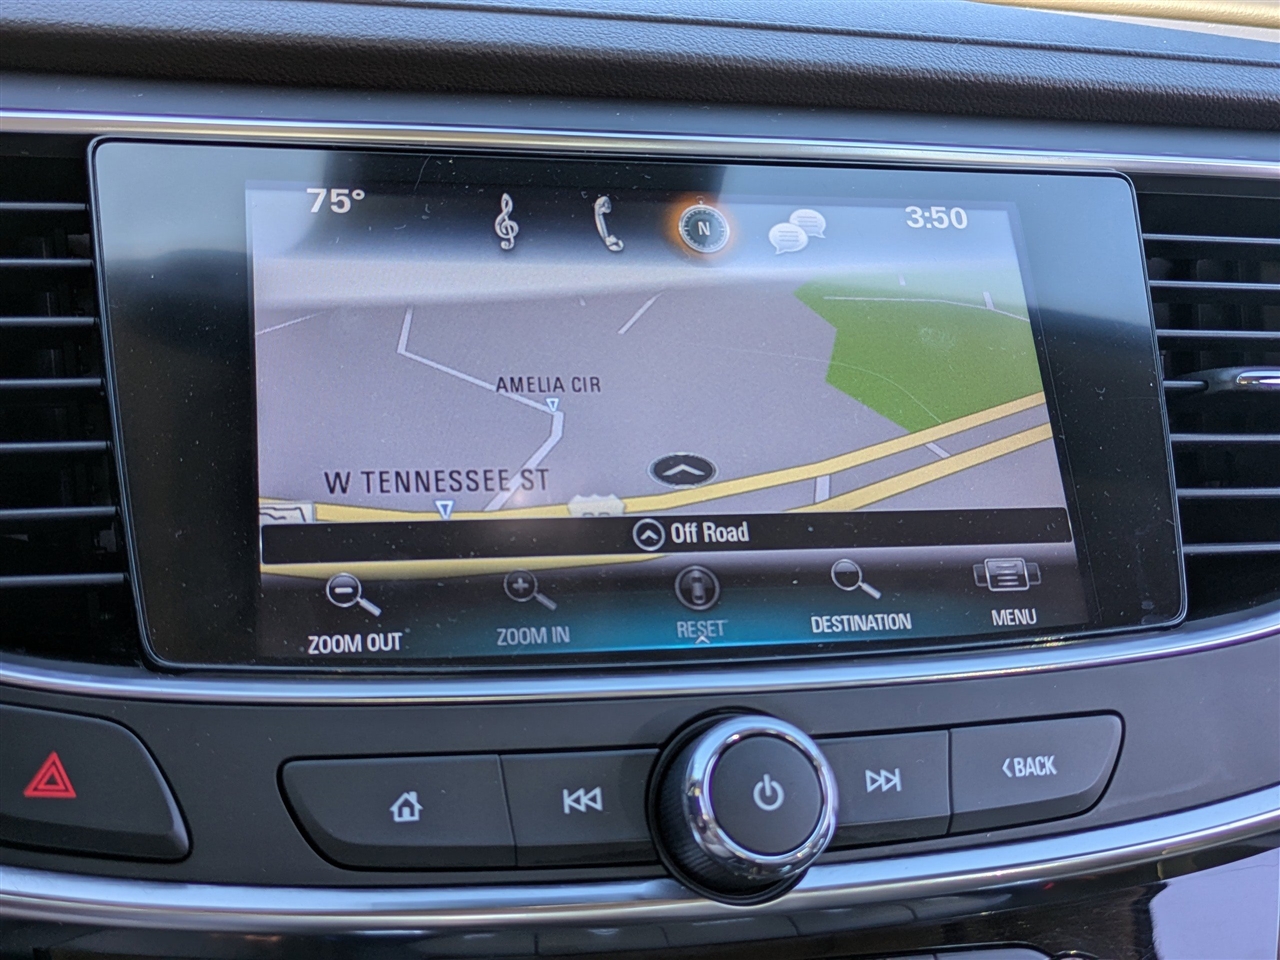 75° N 3:50
AMELIA CIR
W TENNESSEE ST
Off Road
ZOOM OUT ZOOM IN RESET DESTINATION MENU
BACK